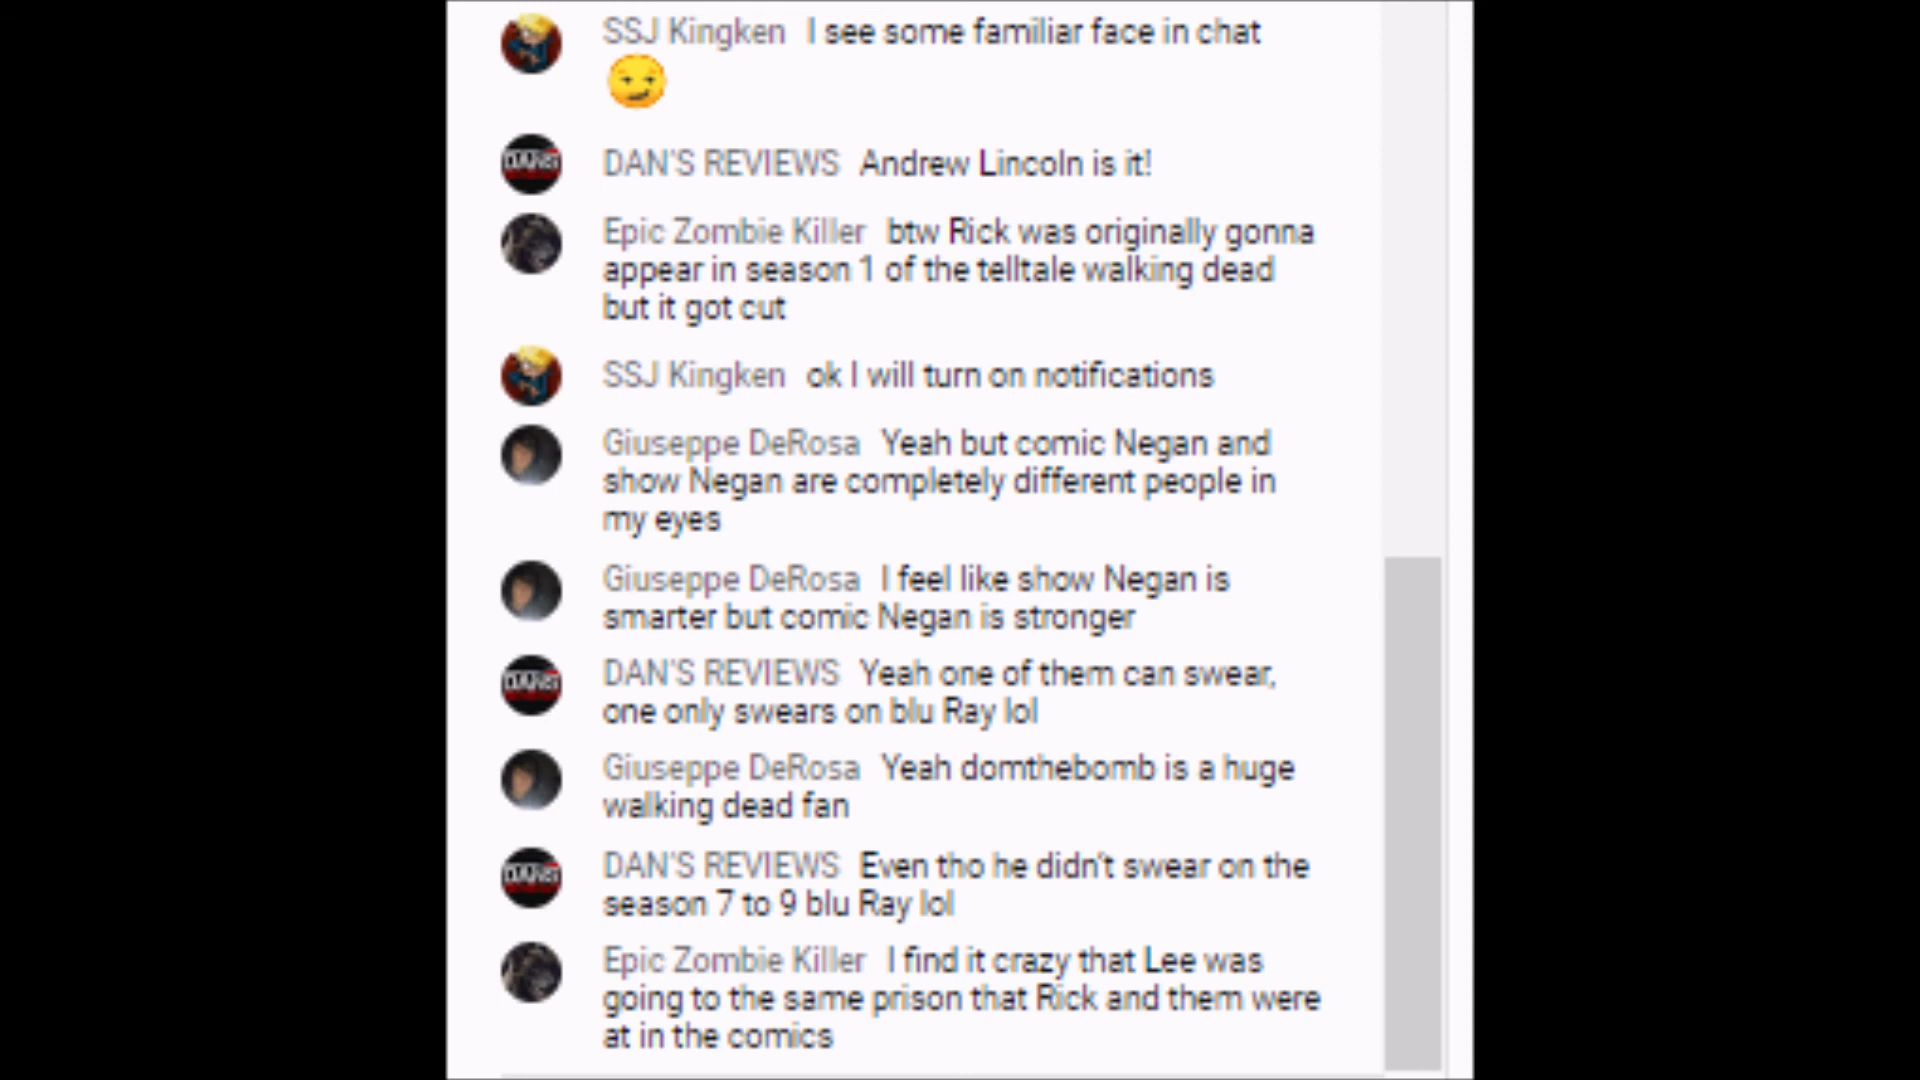 SSJ Kingken I see some familiar face in chat
DAN'S REVIEWS Andrew Lincoln is it!
Epic Zombie Killer btw Rick was originally gonna
appear in season 1 of the telltale walking dead
but it got cut
SSJ Kingken ok I will turn on notifications
Giuseppe DeRosa Yeah but comic Negan and
show Negan are completely different people in
my eyes
Giuseppe DeRosa I feel like show Negan is
smarter but comic Negan is stronger
DAN'S REVIEWS Yeah one of them can swear,
one only swears on blu Ray lol
Giuseppe DeRosa Yeah domthebomb is a huge
walking dead fan
DAN'S REVIEWS Even tho he didn't swear on the
season 7 to 9 blu Ray lol
Epic Zombie Killer I find it crazy that Lee was
going to the same prison that Rick and them were
at in the comics